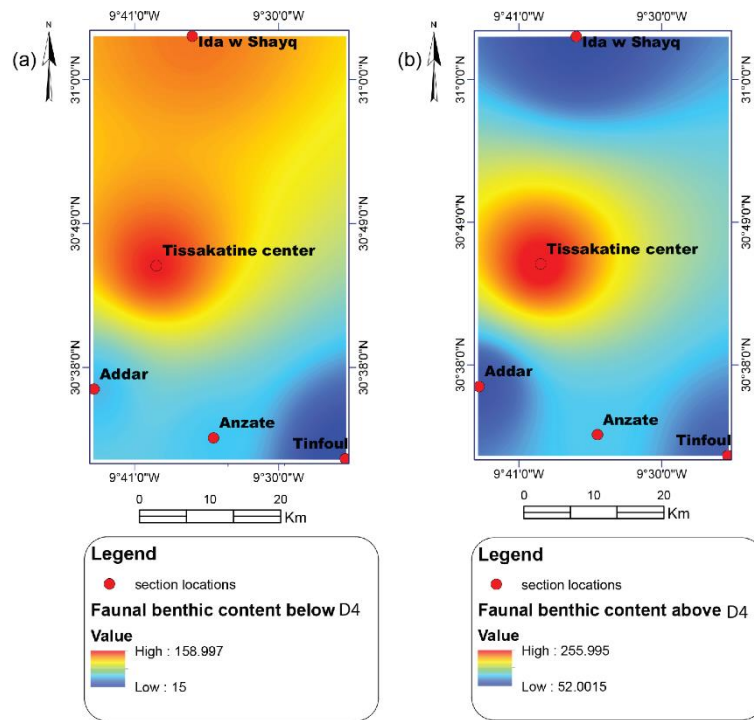 (a)
N
9°41'0"W 9°30'0"W
Ida w Shayq
31°0'0"N 31°0'0"N
30°49'0"N 30°49'0"N
Tissakatine center
30°38'0"N 30°38'0"N
Addar
Anzate
Tinfoul
9°41'0"W 9°30'0"W
0 10 20
Km
Legend
section locations
Faunal benthic content below D4
Value
High : 158.997
Low : 15
(b)
N
9°41'0"W 9°30'0"W
Ida w Shayq
31°0'0"N 31°0'0"N
30°49'0"N 30°49'0"N
Tissakatine center
30°38'0"N 30°38'0"N
Addar
Anzate
Tinfoul
9°41'0"W 9°30'0"W
0 10 20
Km
Legend
section locations
Faunal benthic content above D4
Value
High : 255.995
Low : 52.0015